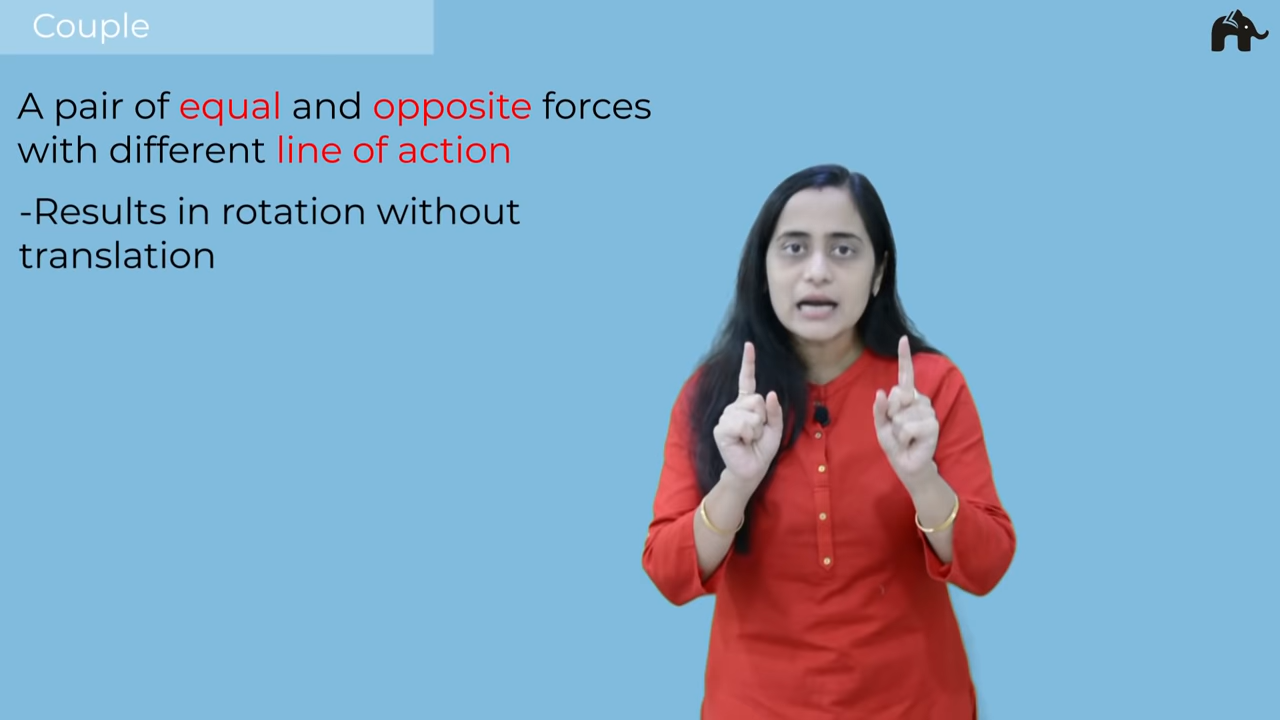 Couple
A pair of equal and opposite forces
with different line of action
-Results in rotation without
translation